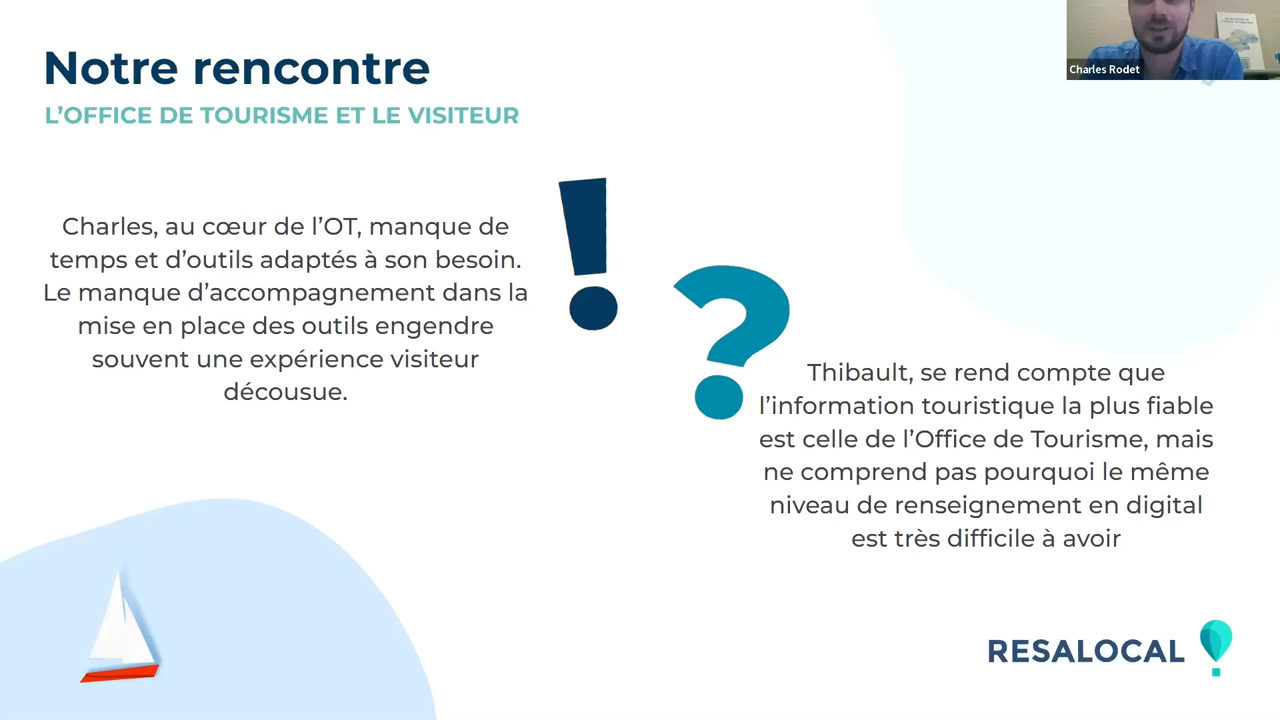 Notre rencontre
L'OFFICE DE TOURISME ET LE VISITEUR
Charles Rodet
Charles, au cœur de l'OT, manque de
temps et d'outils adaptés à son besoin.
Le manque d'accompagnement dans la
mise en place des outils engendre
souvent une expérience visiteur
décousue.
!
?
Thibault, se rend compte que
l'information touristique la plus fiable
est celle de l'Office de Tourisme, mais
ne comprend pas pourquoi le même
niveau de renseignement en digital
est très difficile à avoir
RESALOCAL